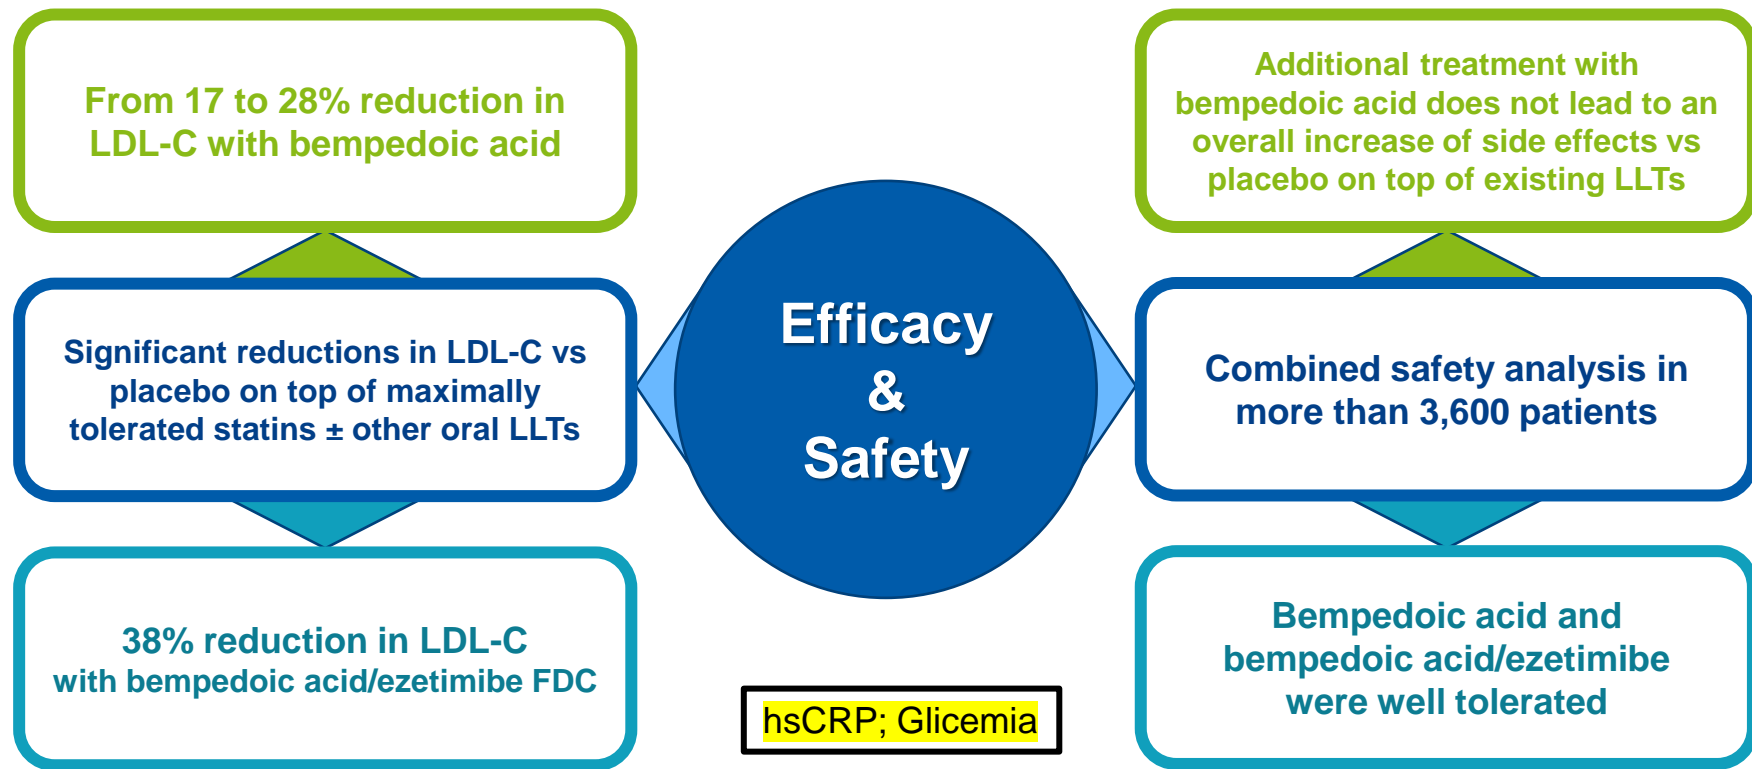 From 17 to 28% reduction in
LDL-C with bempedoic acid
Significant reductions in LDL-C vs
placebo on top of maximally
tolerated statins ± other oral LLTs
38% reduction in LDL-C
with bempedoic acid/ezetimibe FDC
Efficacy
&
Safety
hsCRP; Glicemia
Additional treatment with
bempedoic acid does not lead to an
overall increase of side effects vs
placebo on top of existing LLTs
Combined safety analysis in
more than 3,600 patients
Bempedoic acid and
bempedoic acid/ezetimibe
were well tolerated